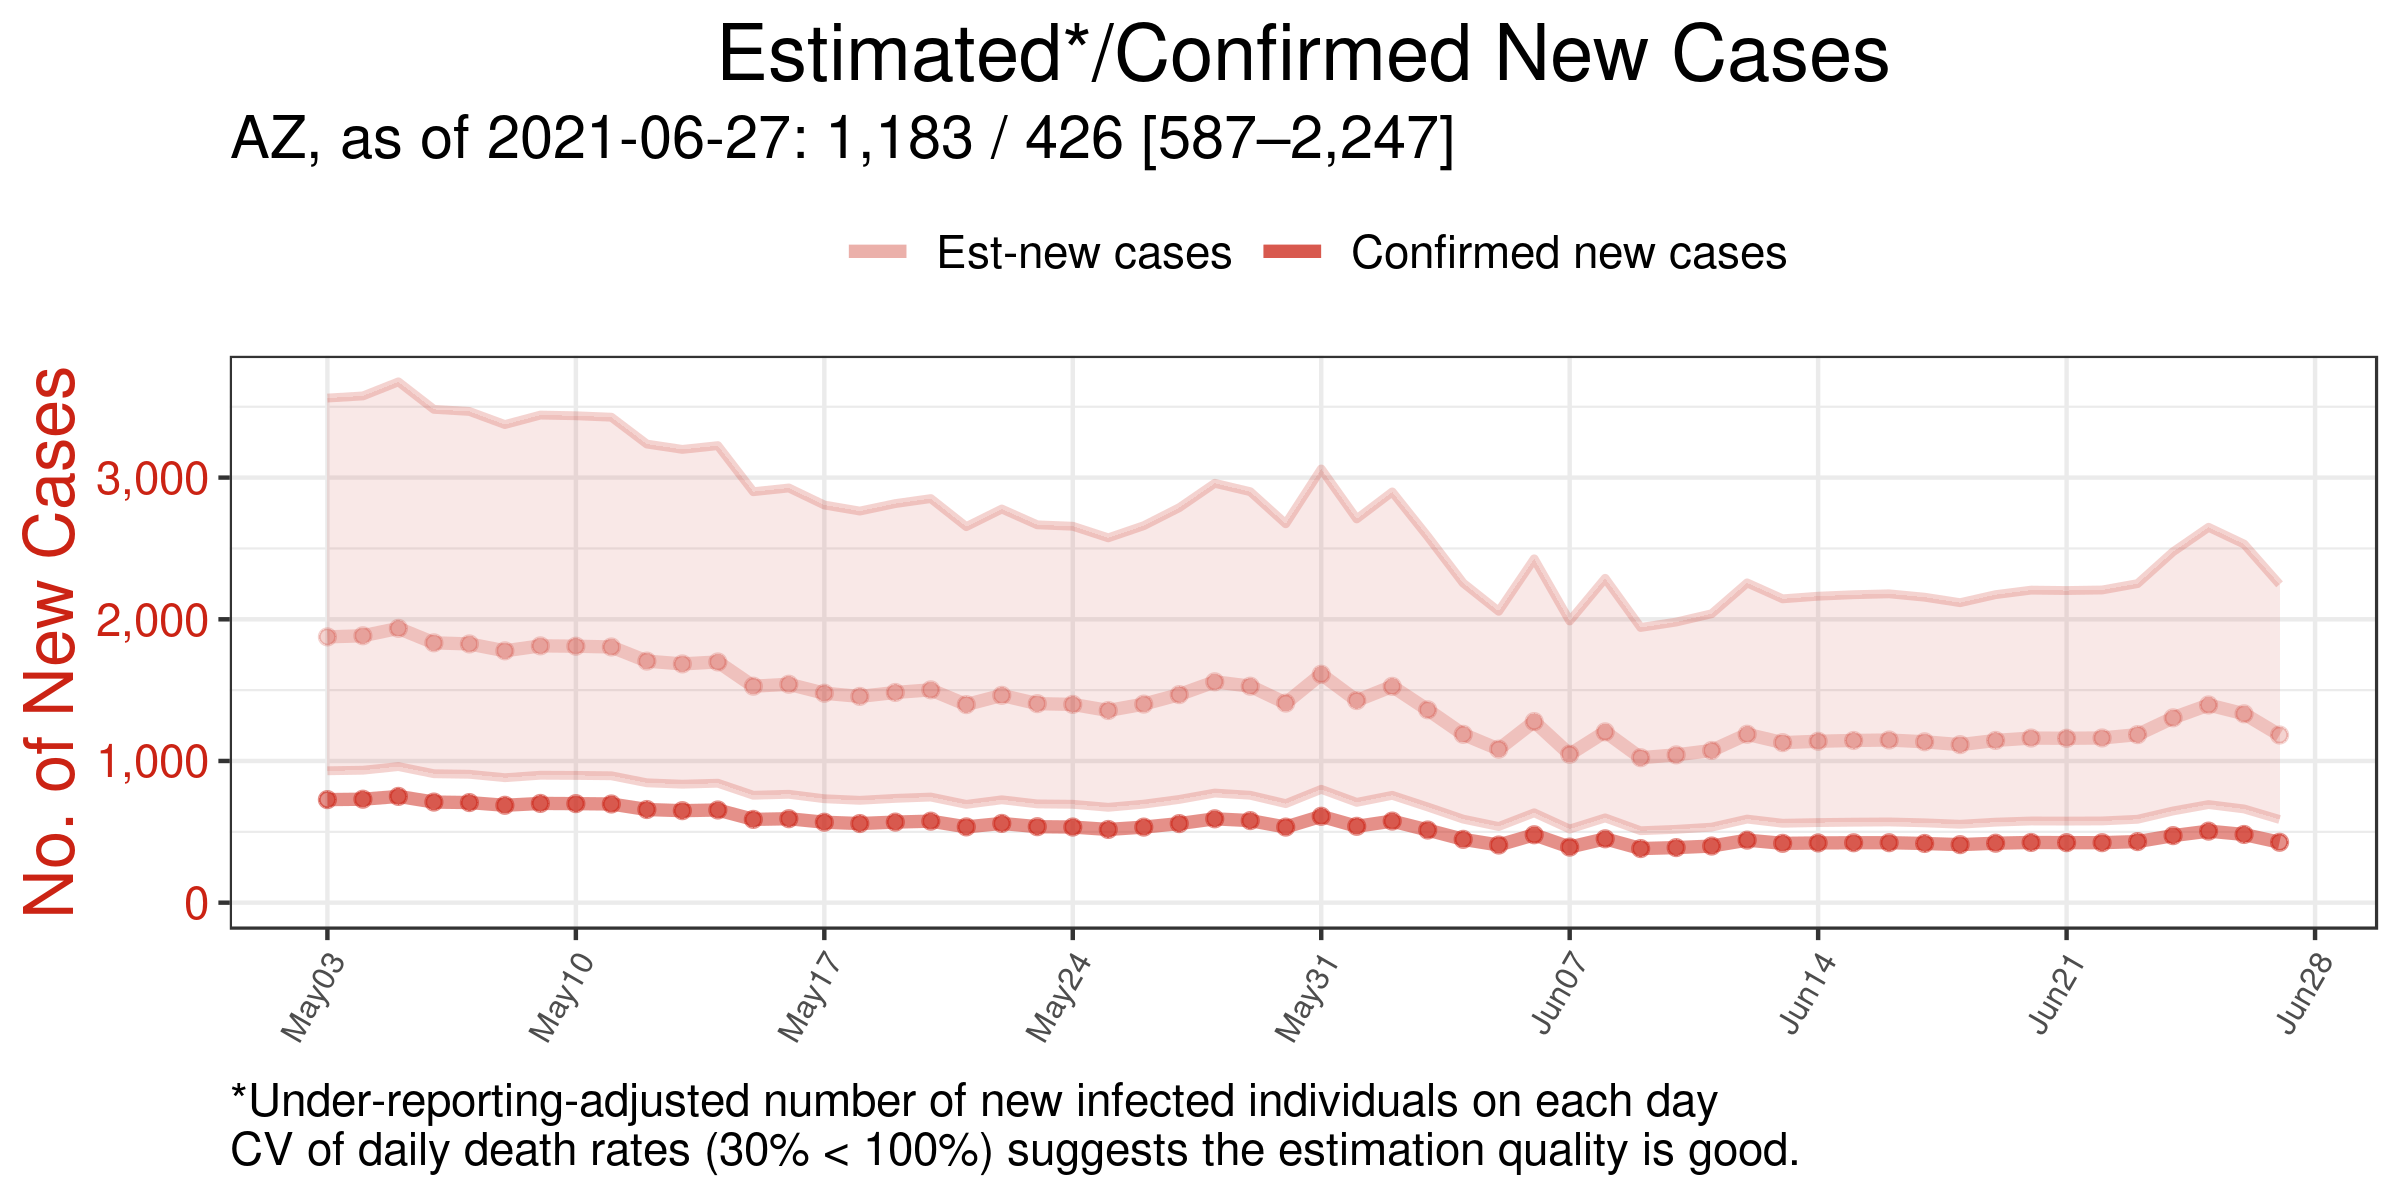 Estimated*/Confirmed New Cases
AZ, as of 2021-06-27: 1,183 / 426 [587–2,247]
Est-new cases Confirmed new cases
No. of New Cases
3,000
2,000
1,000
0
May03 May10 May17 May24 May31 Jun07 Jun14 Jun21 Jun28
*Under-reporting-adjusted number of new infected individuals on each day
CV of daily death rates (30% < 100%) suggests the estimation quality is good.